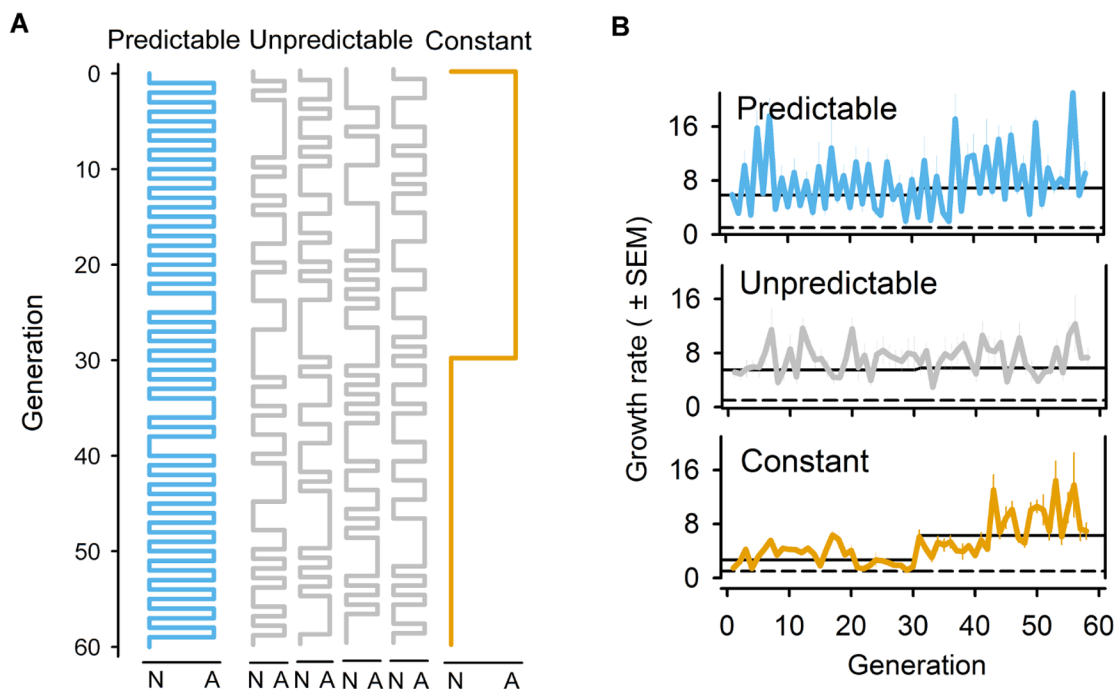 A
Predictable Unpredictable Constant
Generation
0
10
20
30
40
50
60
N A N A N A N A N A N A
B
Growth rate ( ± SEM)
Predictable
16
8
0
Unpredictable
16
8
0
Constant
16
8
0
0 10 20 30 40 50 60
Generation